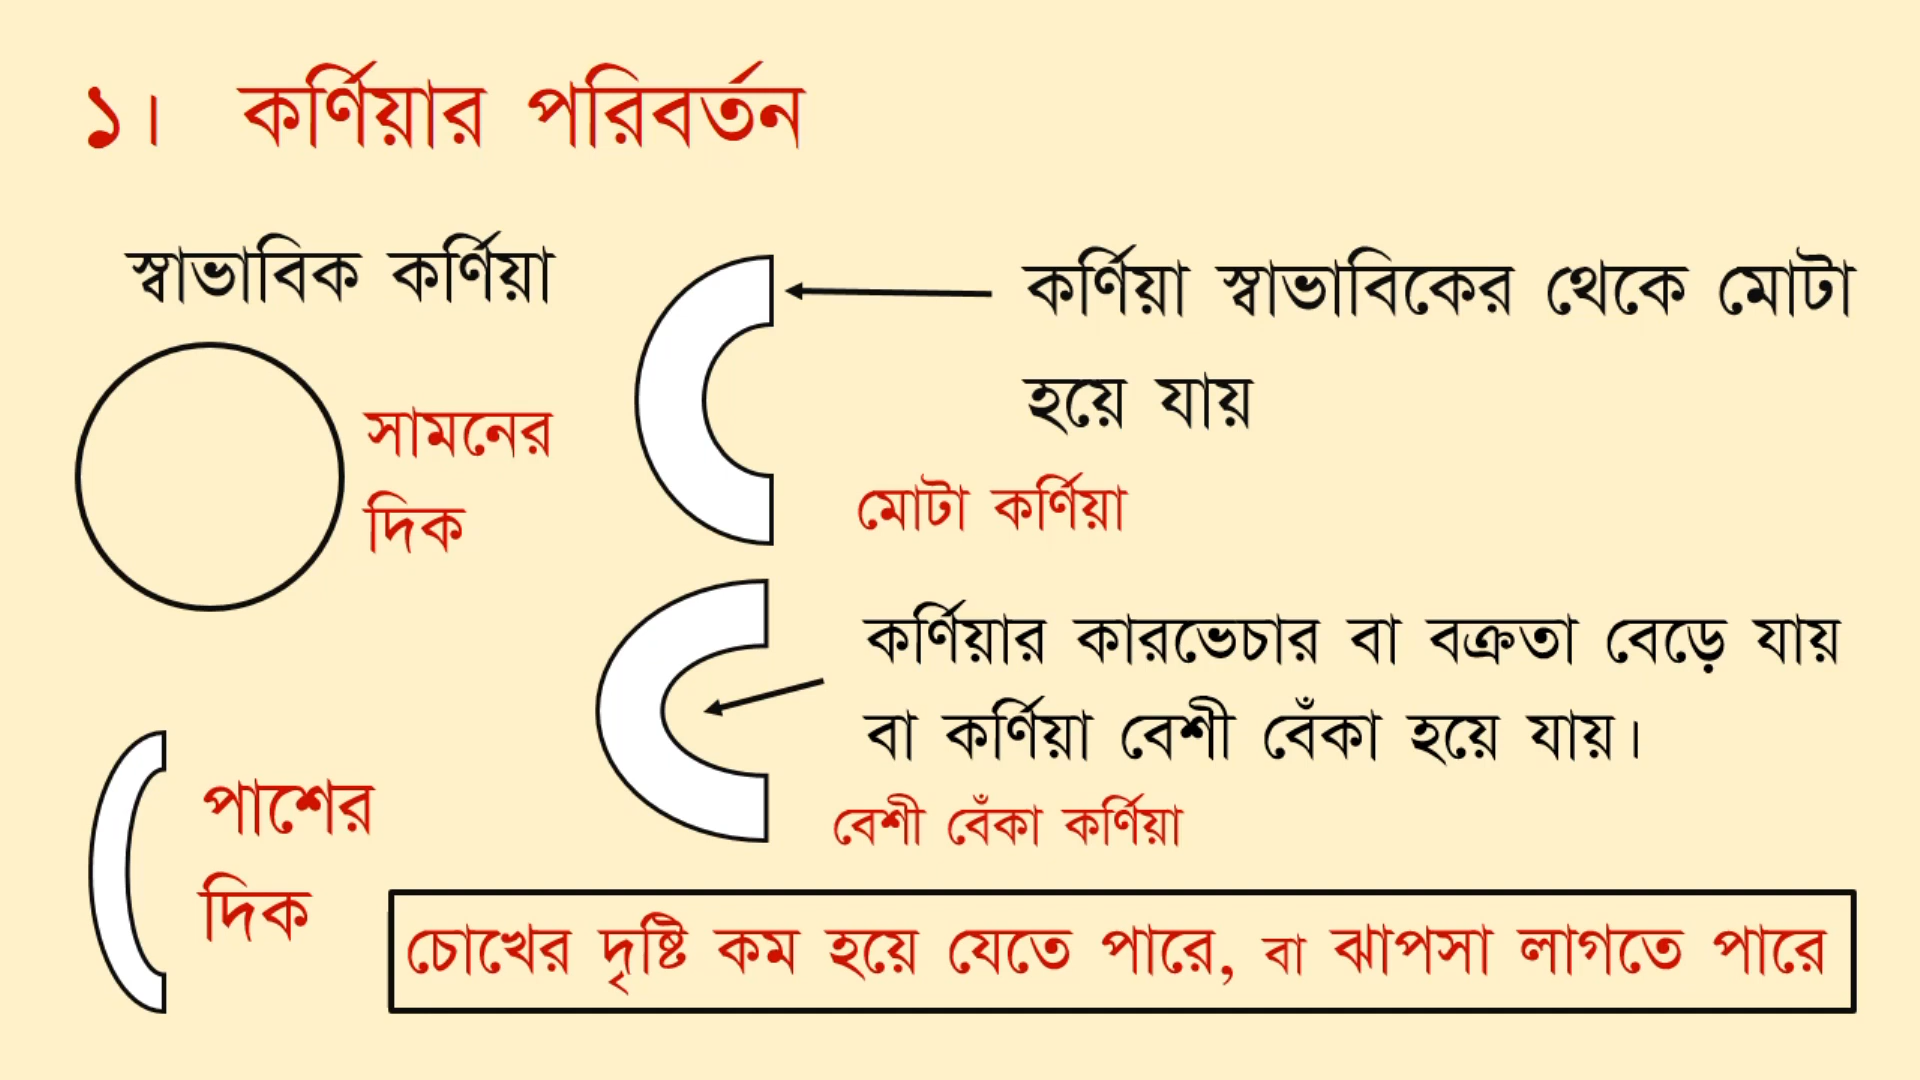 ১। কর্ণিয়ার পরিবর্তন
স্বাভাবিক কর্ণিয়া
সামনের
দিক
পাশের
দিক
কর্ণিয়া স্বাভাবিকের থেকে মোটা
হয়ে যায়
মোটা কর্ণিয়া
কর্ণিয়ার কারভেচার বা বক্রতা বেড়ে যায়
বা কর্ণিয়া বেশী বেঁকা হয়ে যায়।
বেশী বেঁকা কর্ণিয়া
চোখের দৃষ্টি কম হয়ে যেতে পারে, বা ঝাপসা লাগতে পারে